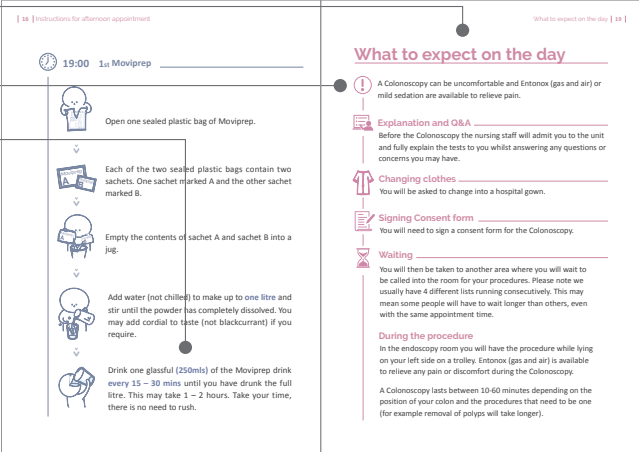 | 18 | Instructions for afternoon appointment
19:00 1st Moviprep
Open one sealed plastic bag of Moviprep.
Each of the two sealed plastic bags contain two
sachets. One sachet marked A and the other sachet
marked B.
Empty the contents of sachet A and sachet B into a
jug.
Add water (not chilled) to make up to one litre and
stir until the powder has completely dissolved. You
may add cordial to taste (not blackcurrant) if you
require.
Drink one glassful (250mls) of the Moviprep drink
every 15 – 30 mins until you have drunk the full
litre. This may take 1 – 2 hours. Take your time,
there is no need to rush.
What to expect on the day | 19 |
What to expect on the day
A Colonoscopy can be uncomfortable and Entonox (gas and air) or
mild sedation are available to relieve pain.
Explanation and Q&A
Before the Colonoscopy the nursing staff will admit you to the unit
and fully explain the tests to you whilst answering any questions or
concerns you may have.
Changing clothes
You will be asked to change into a hospital gown.
Signing Consent form
You will need to sign a consent form for the Colonoscopy.
Waiting
You will then be taken to another area where you will wait to
be called into the room for your procedures. Please note we
usually have 4 different lists running consecutively. This may
mean some people will have to wait longer than others, even
with the same appointment time.
During the procedure
In the endoscopy room you will have the procedure while lying
on your left side on a trolley. Entonox (gas and air) is available
to relieve any pain or discomfort during the Colonoscopy.
A Colonoscopy lasts between 10-60 minutes depending on the
position of your colon and the procedures that need to be one
(for example removal of polyps will take longer).